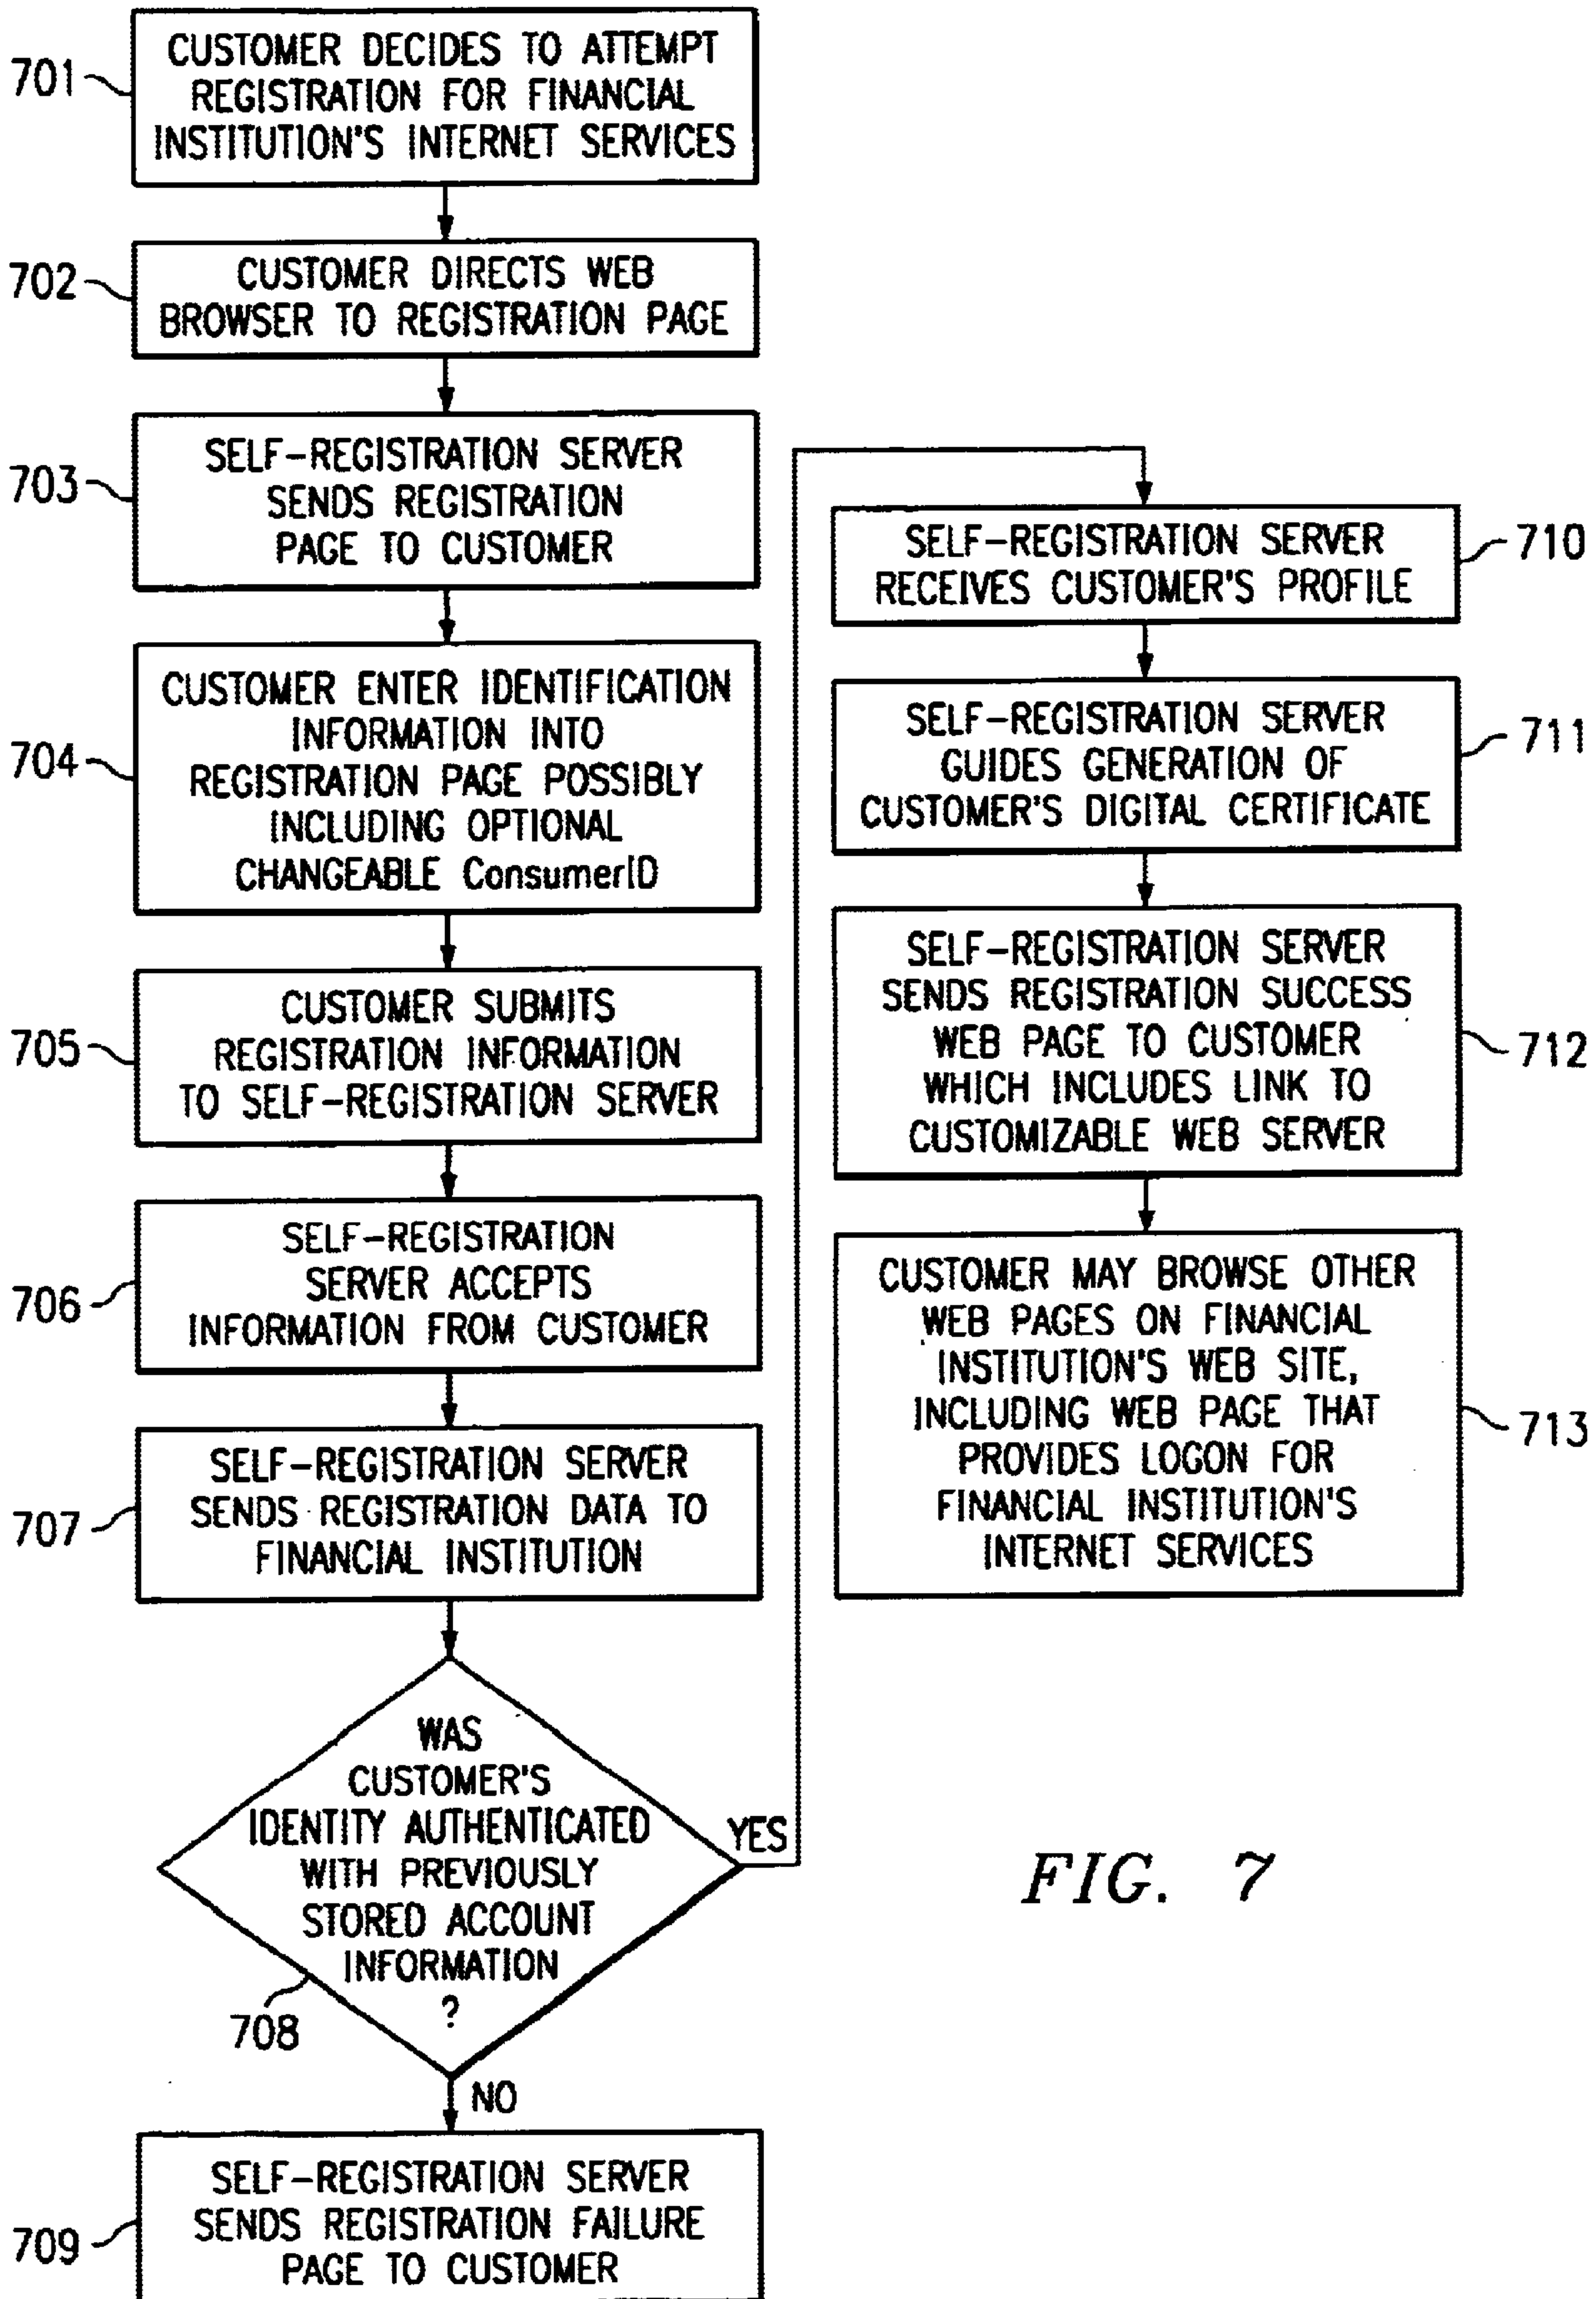 701
CUSTOMER DECIDES TO ATTEMPT
REGISTRATION FOR FINANCIAL
INSTITUTION'S INTERNET SERVICES
702
CUSTOMER DIRECTS WEB
BROWSER TO REGISTRATION PAGE
703
SELF-REGISTRATION SERVER
SENDS REGISTRATION
PAGE TO CUSTOMER
704
CUSTOMER ENTER IDENTIFICATION
INFORMATION INTO
REGISTRATION PAGE POSSIBLY
INCLUDING OPTIONAL
CHANGEABLE ConsumerID
705
CUSTOMER SUBMITS
REGISTRATION INFORMATION
TO SELF-REGISTRATION SERVER
706
SELF-REGISTRATION
SERVER ACCEPTS
INFORMATION FROM CUSTOMER
707
SELF-REGISTRATION SERVER
SENDS REGISTRATION DATA TO
FINANCIAL INSTITUTION
WAS
CUSTOMER'S
IDENTITY AUTHENTICATED
WITH PREVIOUSLY
STORED ACCOUNT
INFORMATION
?
708
YES
NO
709
SELF-REGISTRATION SERVER
SENDS REGISTRATION FAILURE
PAGE TO CUSTOMER
SELF-REGISTRATION SERVER
RECEIVES CUSTOMER'S PROFILE
710
SELF-REGISTRATION SERVER
GUIDES GENERATION OF
CUSTOMER'S DIGITAL CERTIFICATE
711
SELF-REGISTRATION SERVER
SENDS REGISTRATION SUCCESS
WEB PAGE TO CUSTOMER
WHICH INCLUDES LINK TO
CUSTOMIZABLE WEB SERVER
712
CUSTOMER MAY BROWSE OTHER
WEB PAGES ON FINANCIAL
INSTITUTION'S WEB SITE,
INCLUDING WEB PAGE THAT
PROVIDES LOGON FOR
FINANCIAL INSTITUTION'S
INTERNET SERVICES
713
FIG. 7